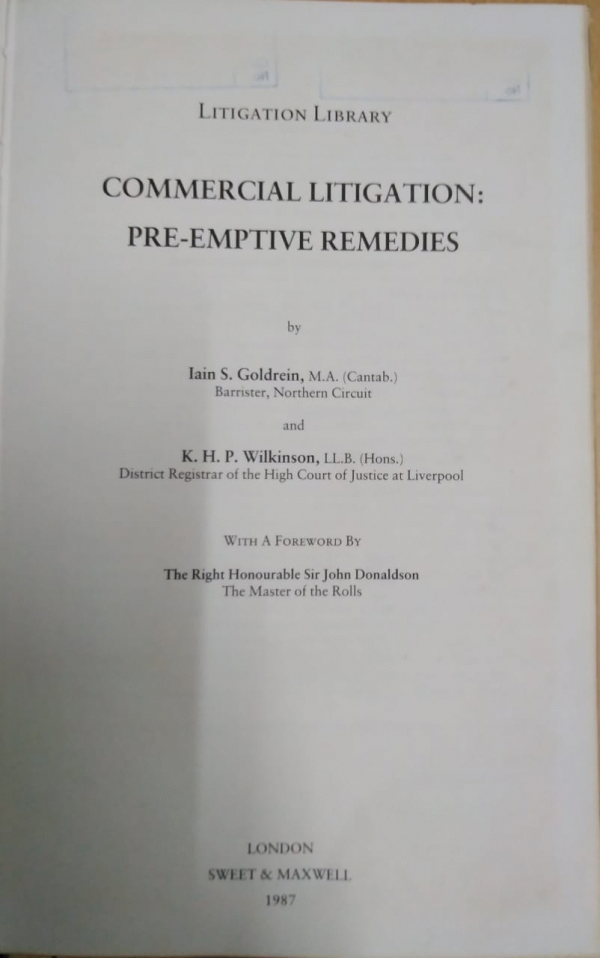 LITIGATION LIBRARY
COMMERCIAL LITIGATION:
PRE-EMPTIVE REMEDIES
by
Iain S. Goldrein, M.A. (Cantab.)
Barrister, Northern Circuit
and
K. H. P. Wilkinson, LL.B. (Hons.)
District Registrar of the High Court of Justice at Liverpool
WITH A FOREWORD BY
The Right Honourable Sir John Donaldson
The Master of the Rolls
LONDON
SWEET & MAXWELL
1987